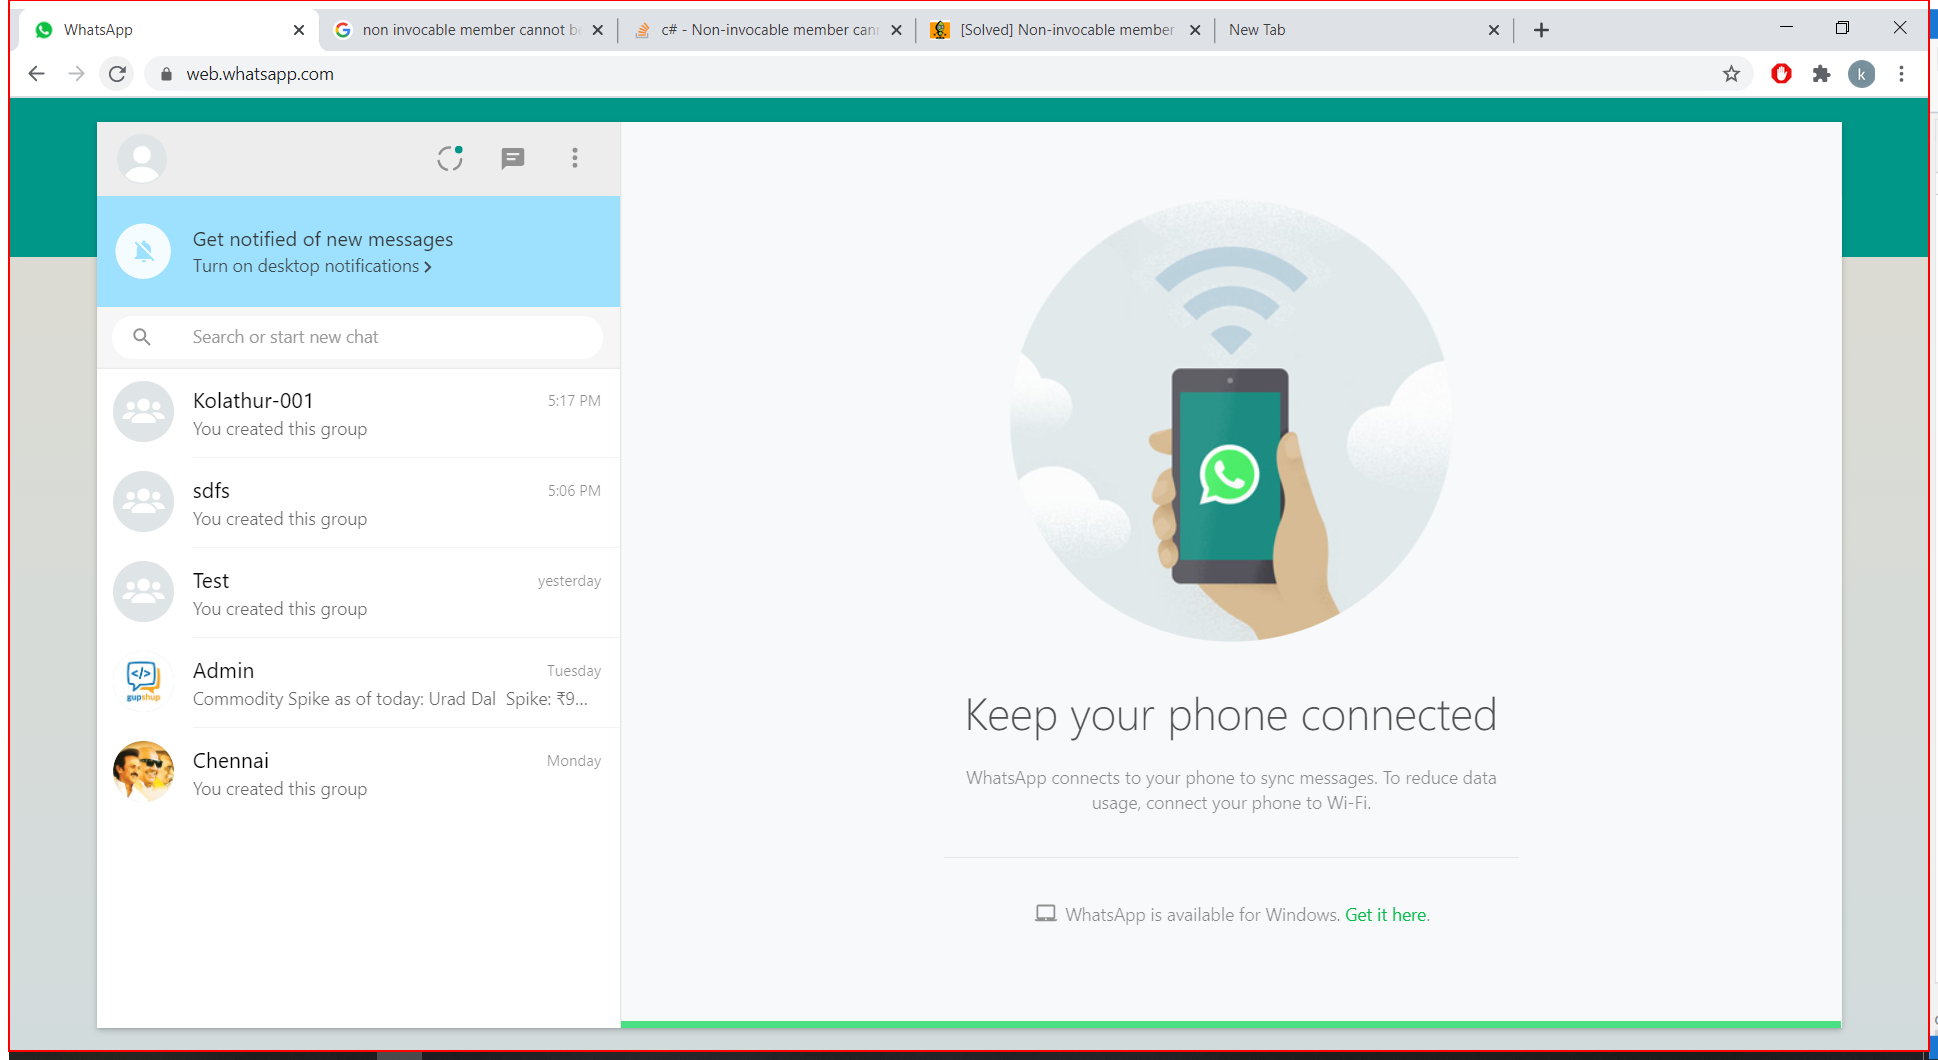 WhatsApp
non invocable member cannot be
c# - Non-invocable member cann
[Solved] Non-invocable member
New Tab
web.whatsapp.com
k
Get notified of new messages
Turn on desktop notifications
Search or start new chat
Kolathur-001
5:17 PM
You created this group
sdfs
5:06 PM
You created this group
Test
yesterday
You created this group
</>
gupshup
Admin
Tuesday
Commodity Spike as of today: Urad Dal  Spike: ₹9...
Chennai
Monday
You created this group
Keep your phone connected
WhatsApp connects to your phone to sync messages. To reduce data
usage, connect your phone to Wi-Fi.
WhatsApp is available for Windows. Get it here.